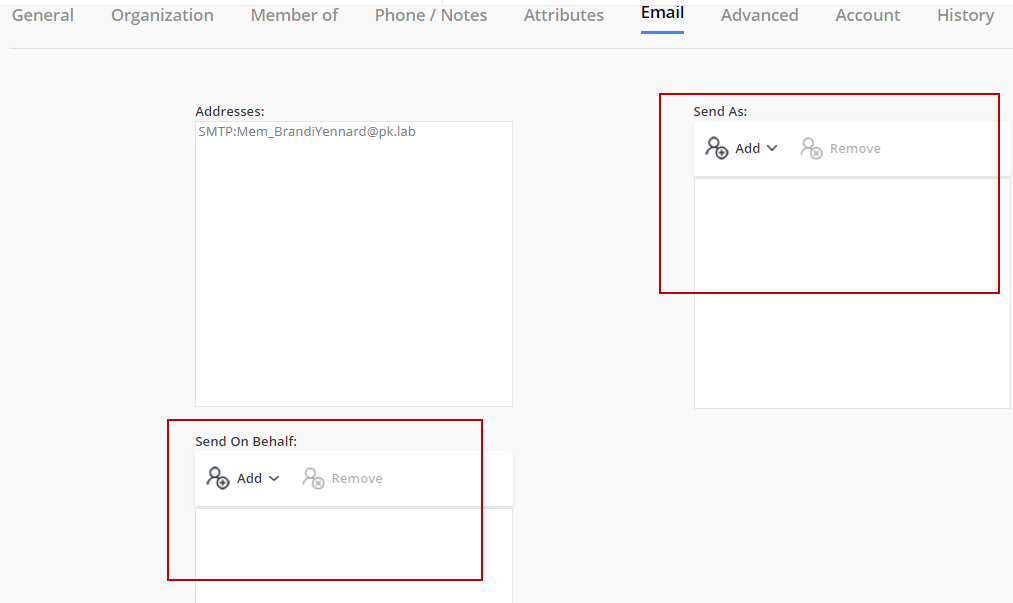 General Organization Member of Phone / Notes Attributes Email Advanced Account History
Addresses:
SMTP:Mem_BrandiYennard@pk.lab
Send As:
Add Remove
Send On Behalf:
Add Remove